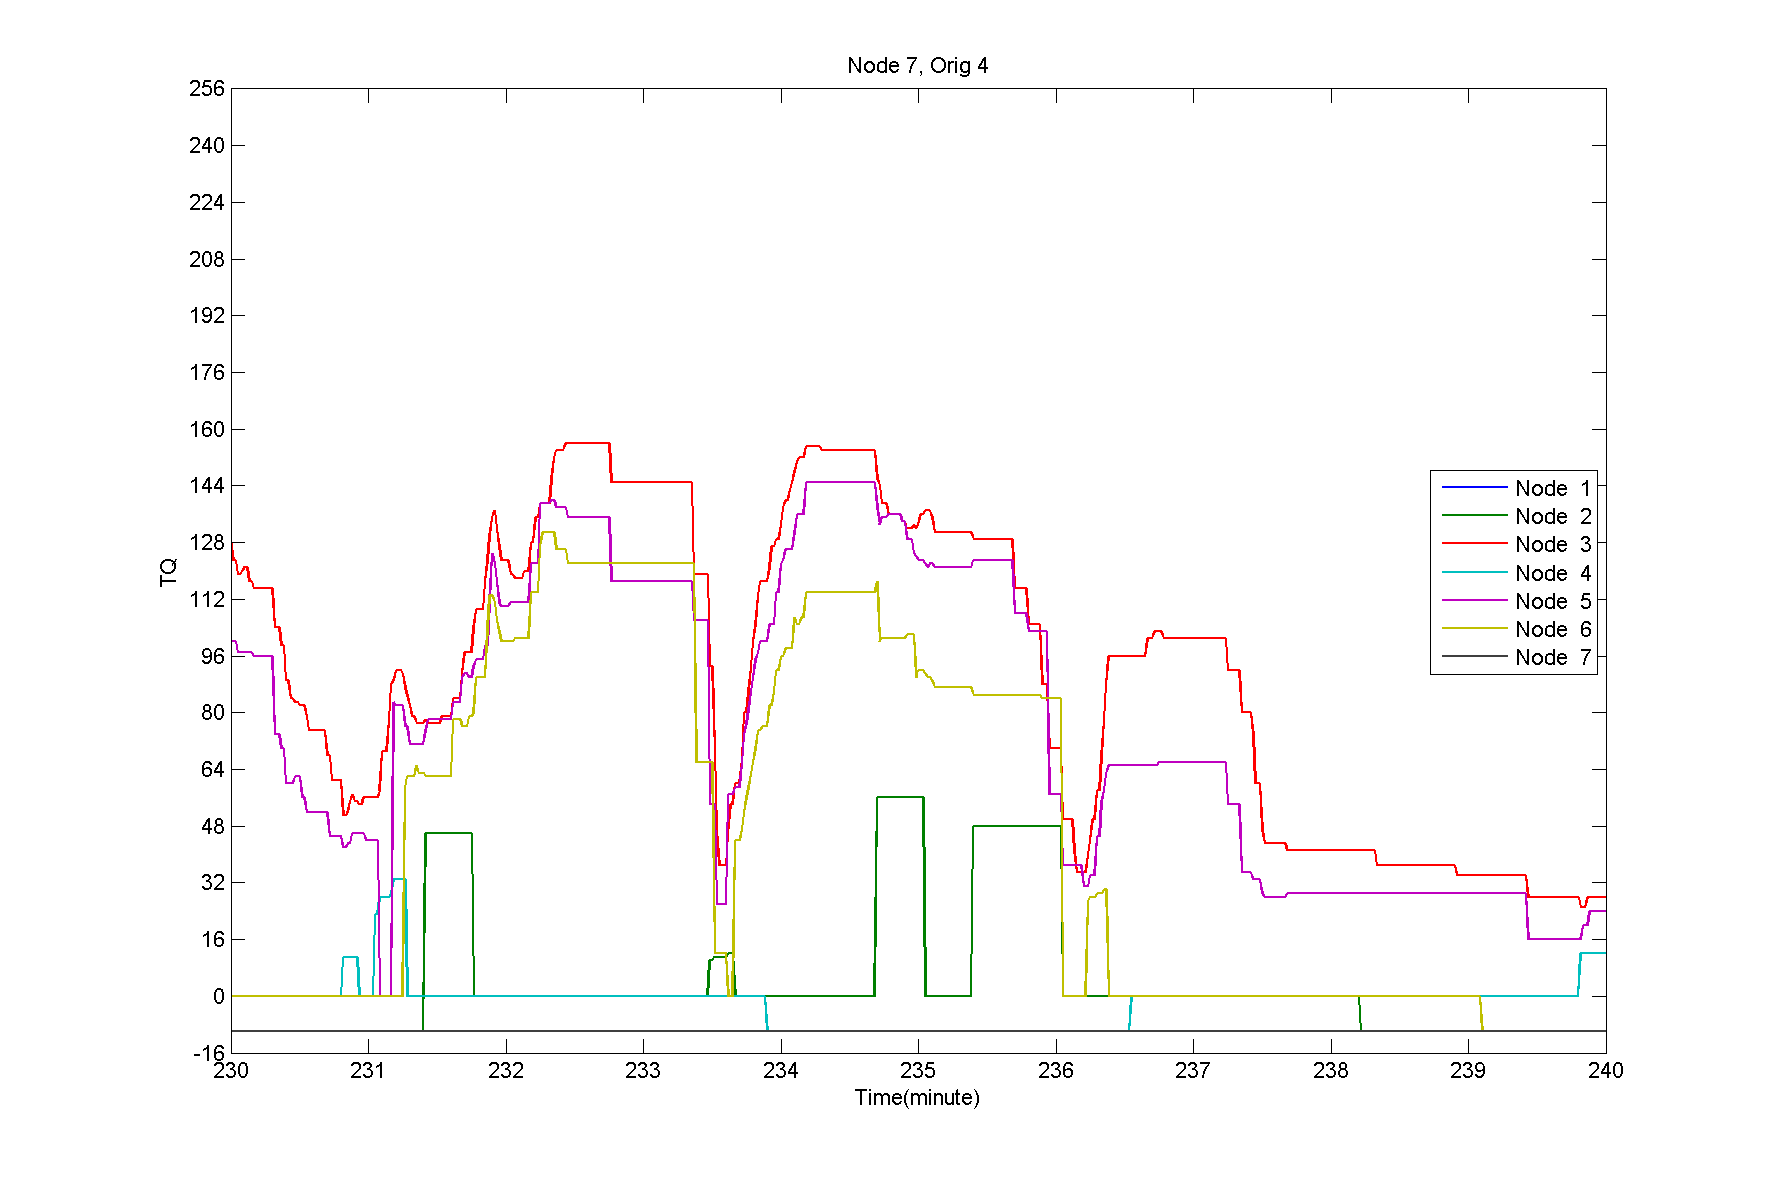 Node 7, Orig 4
256
240
224
208
192
176
160
144
128
112
96
80
64
48
32
16
0
-16
TQ
230 231 232 233 234 235 236 237 238 239 240
Time(minute)
Node 1
Node 2
Node 3
Node 4
Node 5
Node 6
Node 7